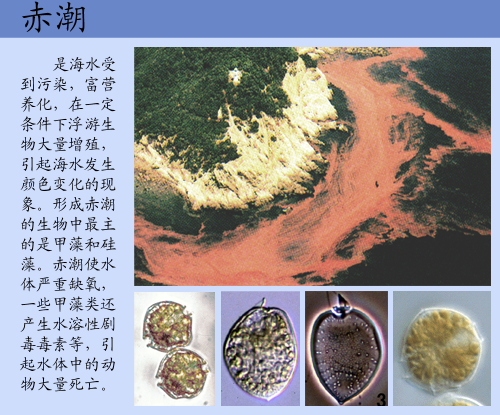 赤潮
是海水受
到污染，富营
养化，在一定
条件下浮游生
物大量增殖，
引起海水发生
颜色变化的现
象。形成赤潮
的生物中最主
的是甲藻和硅
藻。赤潮使水
体严重缺氧，
一些甲藻类还
产生水溶性剧
毒毒素等，引
起水体中的动
物大量死亡。
3